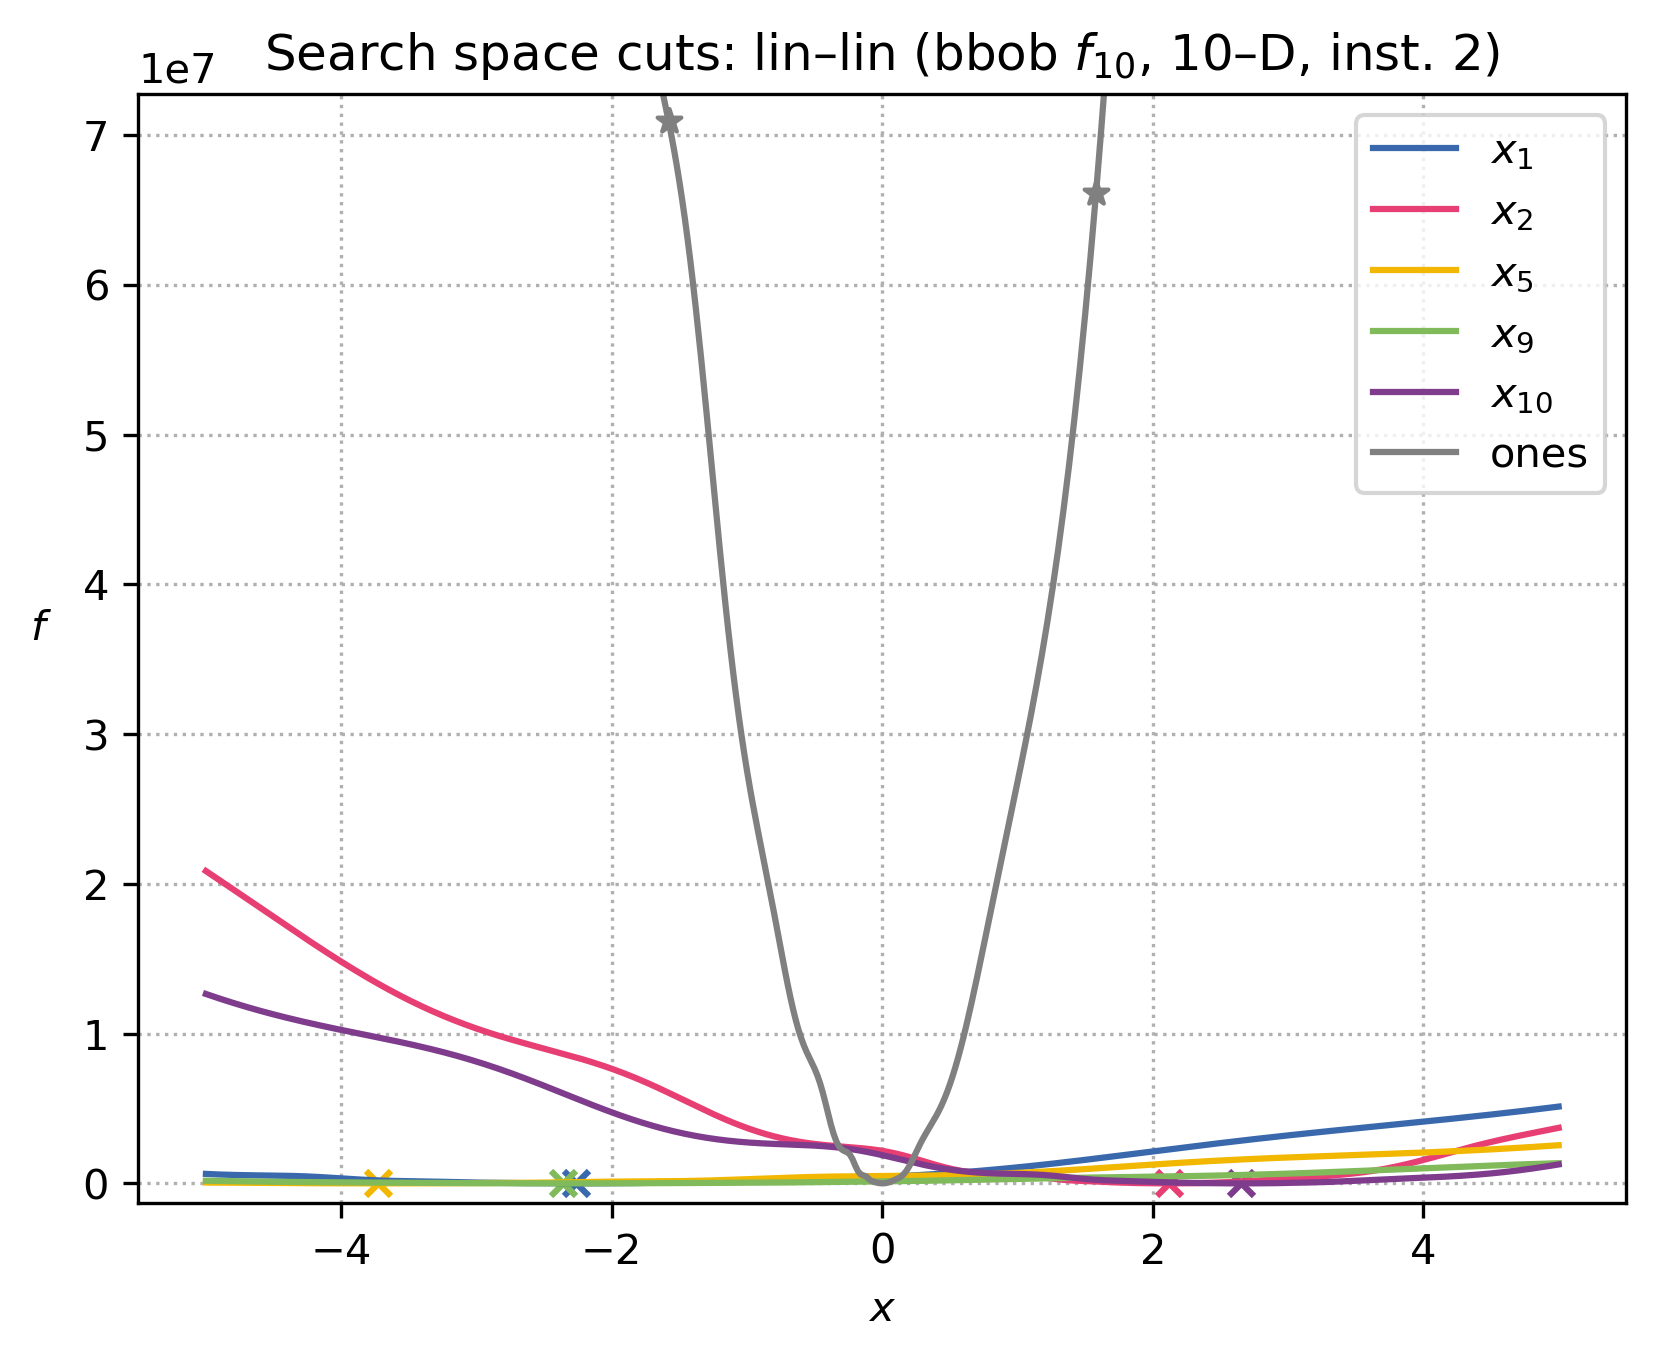 Search space cuts: lin–lin (bbob f₁₀, 10–D, inst. 2)
1e7
7
6
5
4
3
2
1
0
f
−4
−2
0
2
4
x
x₁
x₂
x₅
x₉
x₁₀
ones